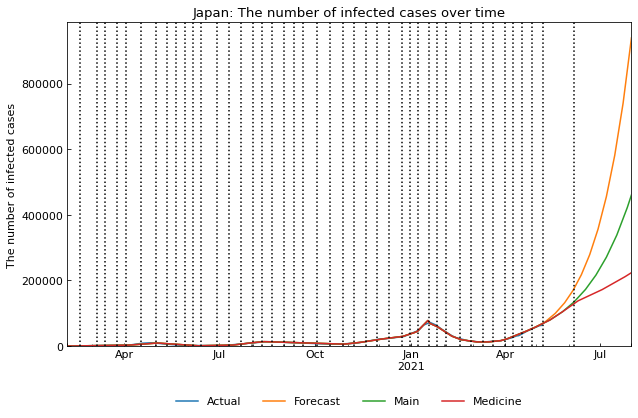 Japan: The number of infected cases over time
The number of infected cases
800000
600000
400000
200000
0
Apr Jul Oct Jan Apr Jul
2021
Actual Forecast Main Medicine